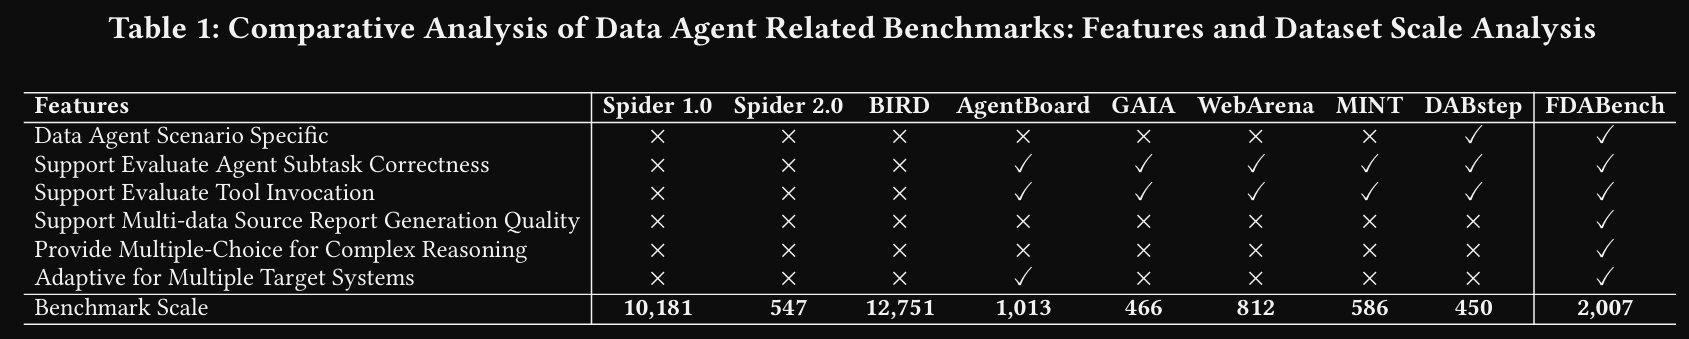 Table 1: Comparative Analysis of Data Agent Related Benchmarks: Features and Dataset Scale Analysis
Features Spider 1.0 Spider 2.0 BIRD AgentBoard GAIA WebArena MINT DABstep FDABench
Data Agent Scenario Specific × × × × × × × ✓ ✓
Support Evaluate Agent Subtask Correctness × × × ✓ ✓ ✓ ✓ ✓ ✓
Support Evaluate Tool Invocation × × × ✓ ✓ ✓ ✓ ✓ ✓
Support Multi-data Source Report Generation Quality × × × × × × × × ✓
Provide Multiple-Choice for Complex Reasoning × × × × × × × × ✓
Adaptive for Multiple Target Systems × × × ✓ × × × × ✓
Benchmark Scale 10,181 547 12,751 1,013 466 812 586 450 2,007